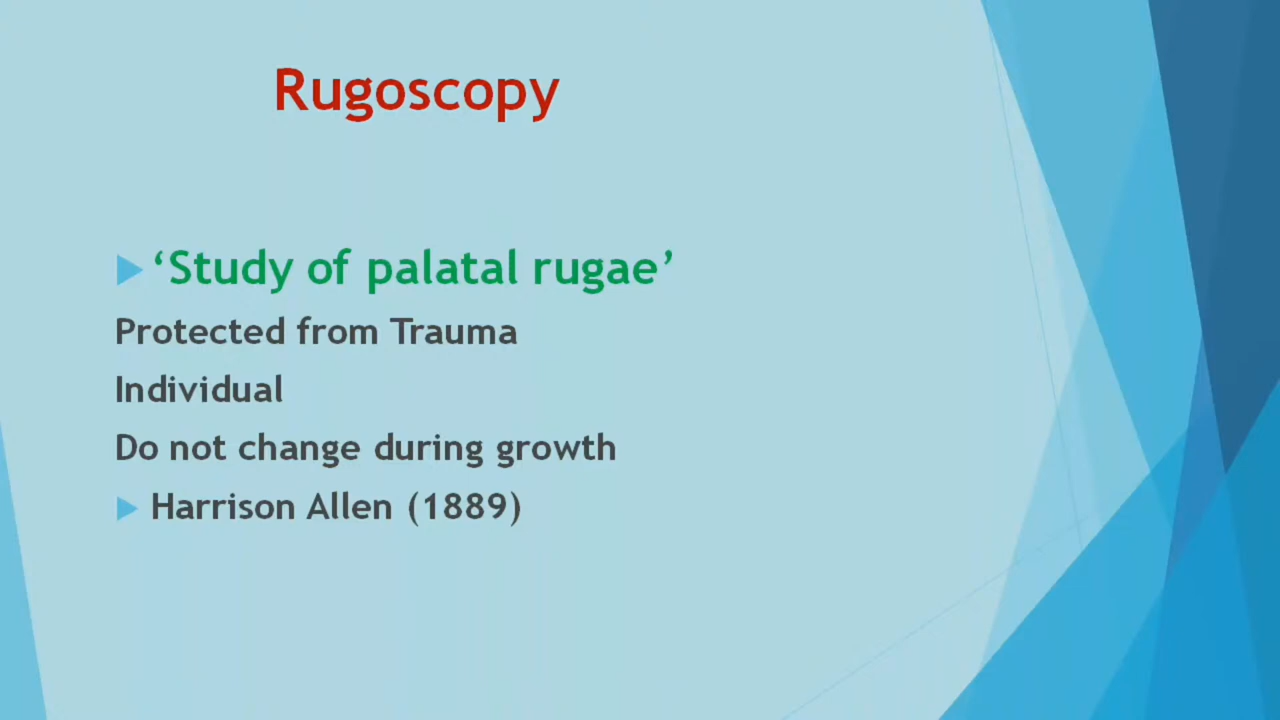 Rugoscopy
‘Study of palatal rugae’
Protected from Trauma
Individual
Do not change during growth
Harrison Allen (1889)